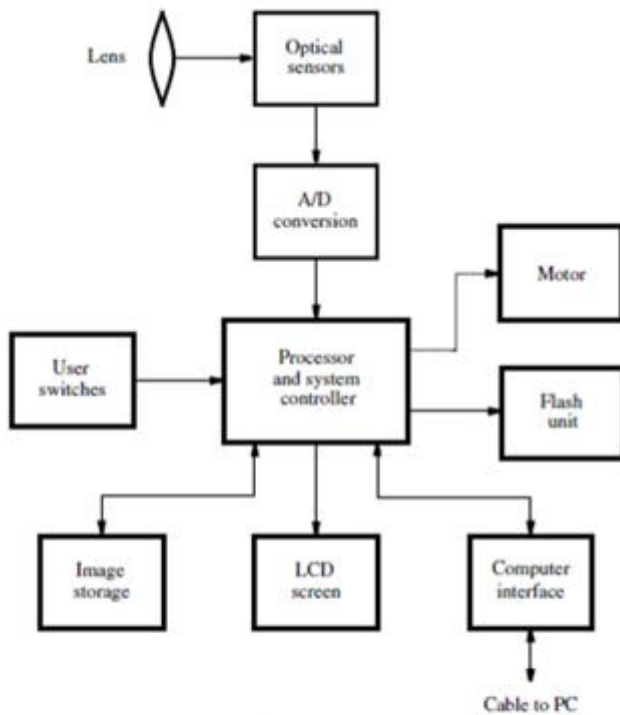 Lens
Optical
sensors
A/D
conversion
Motor
User
switches
Processor
and system
controller
Flash
unit
Image
storage
LCD
screen
Computer
interface
Cable to PC